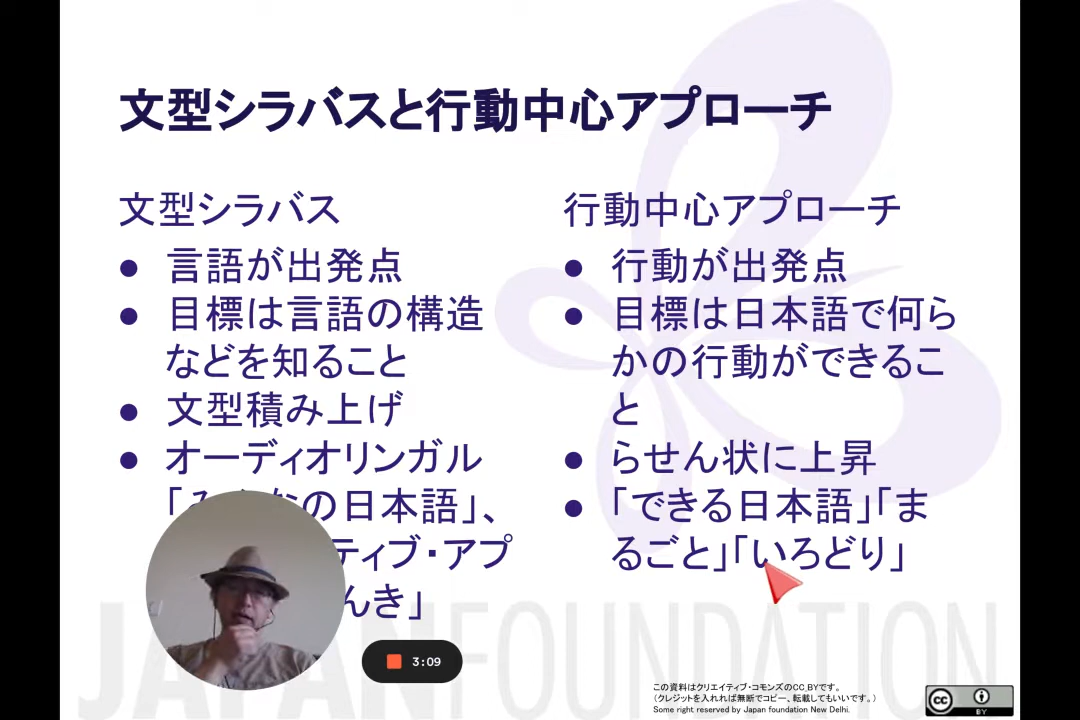 文型シラバスと行動中心アプローチ
文型シラバス
● 言語が出発点
● 目標は言語の構造
などを知ること
● 文型積み上げ
● オーディオリンガル
の日本語」、
ティブ・アプ
んき」
行動中心アプローチ
● 行動が出発点
● 目標は日本語で何ら
かの行動ができるこ
と
● らせん状に上昇
● 「できる日本語」「ま
るごと」「いろどり」
3:09
JAPAN FOUNDATION
この資料はクリエイティブ・コモンズのCC_BYです。
（クレジットを入れれば無断でコピー、転載してもいいです。）
Some right reserved by Japan foundation New Delhi.
cc
BY